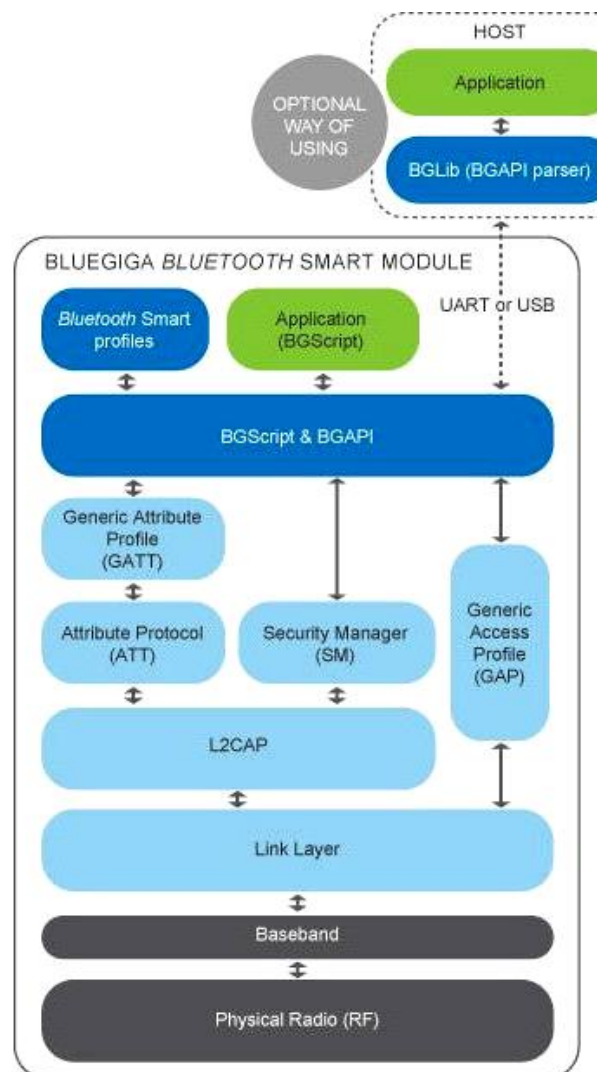 HOST
Application
OPTIONAL
WAY OF
USING
BGLib (BGAPI parser)
BLUEGIGA BLUETOOTH SMART MODULE
UART or USB
Bluetooth Smart
profiles
Application
(BGScript)
BGScript & BGAPI
Generic Attribute
Profile
(GATT)
Attribute Protocol
(ATT)
Security Manager
(SM)
Generic
Access
Profile
(GAP)
L2CAP
Link Layer
Baseband
Physical Radio (RF)